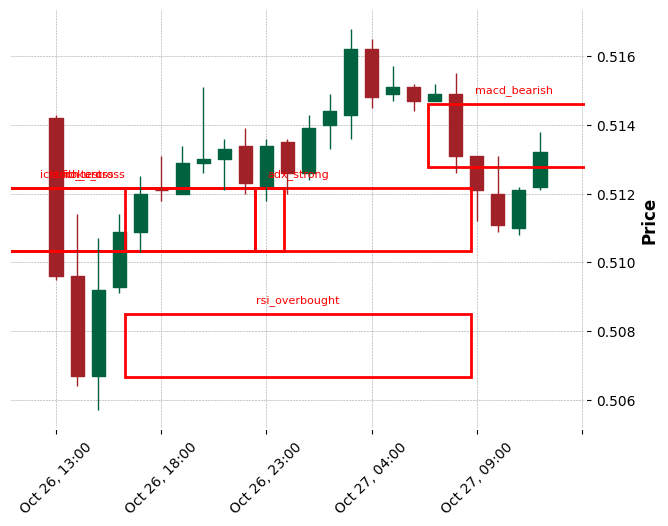 0.516
macd_bearish
0.514
adx_strong
0.512
0.510
Price
rsi_overbought
0.508
0.506
Oct 26, 13:00
Oct 26, 18:00
Oct 26, 23:00
Oct 27, 04:00
Oct 27, 09:00